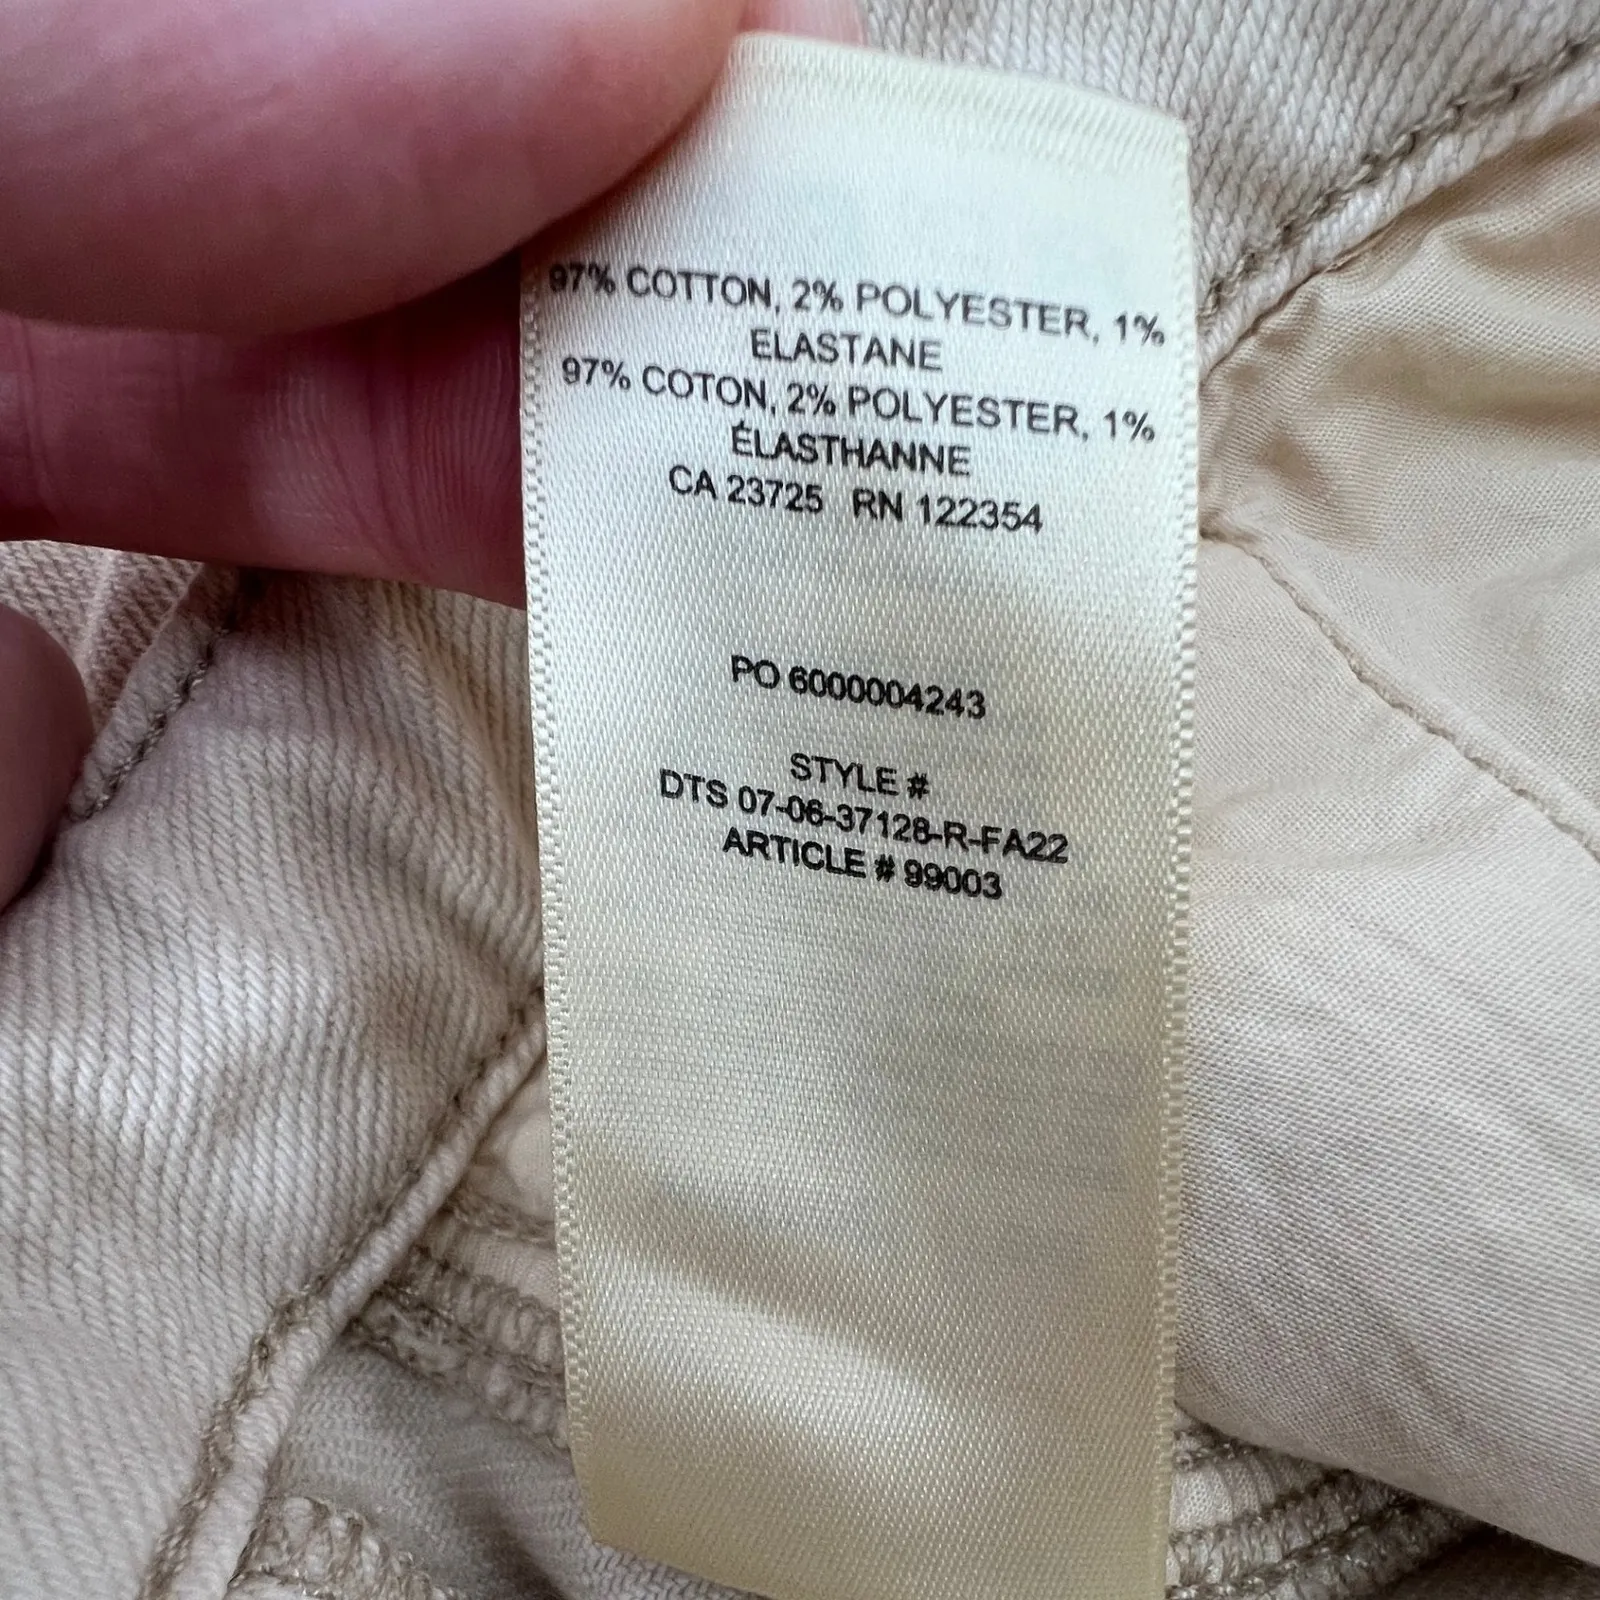 97% COTTON, 2% POLYESTER, 1%
ELASTANE
97% COTON, 2% POLYESTER, 1%
ÉLASTHANNE
CA 23725 RN 122354
PO 6000004243
STYLE #
DTS 07-06-37128-R-FA22
ARTICLE # 99003